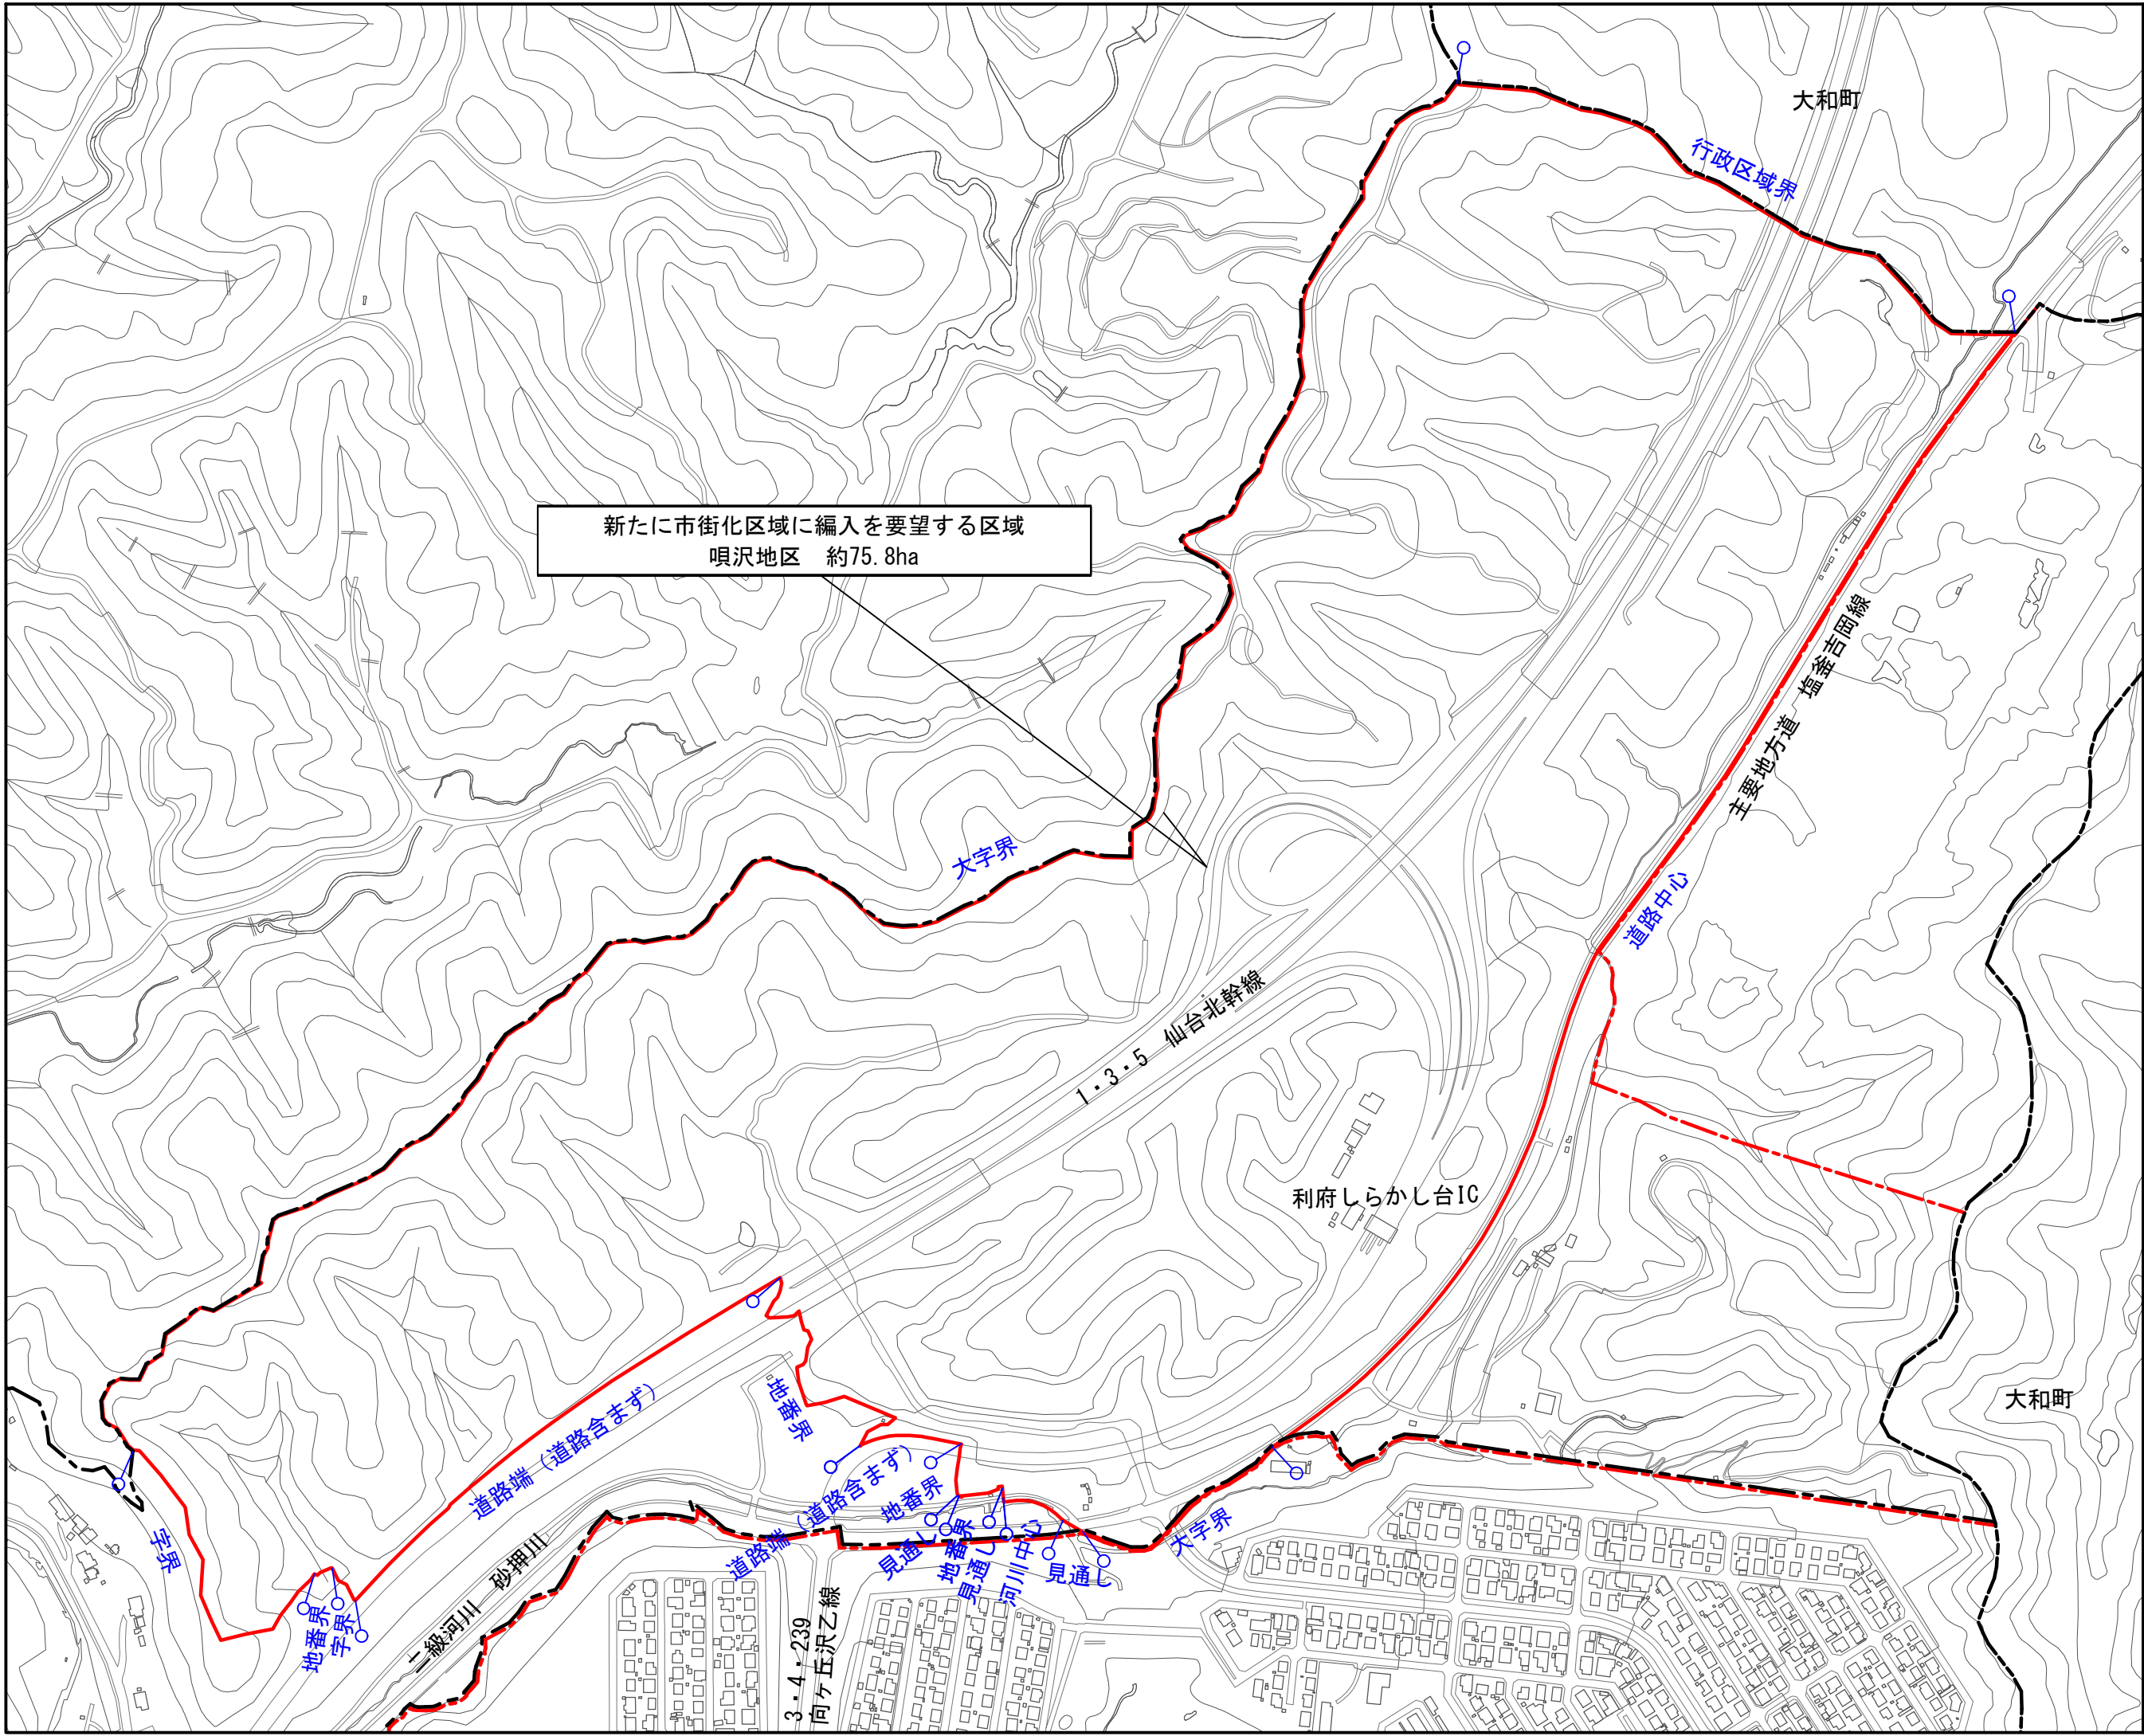 大和町
行政区域界
新たに市街化区域に編入を要望する区域
唄沢地区　約75.8ha
主要地方道　塩釜吉岡線
大字界
道路中心
1・3・5　仙台北幹線
利府しらかし台IC
大和町
道路端（道路含まず）
地番界
道路端（道路含まず）
地番界
見通し
地番界
見通し
河川中心
見通し
大字界
字界
地番界
字界
二級河川　砂押川
3・4・239
向ヶ丘沢乙線